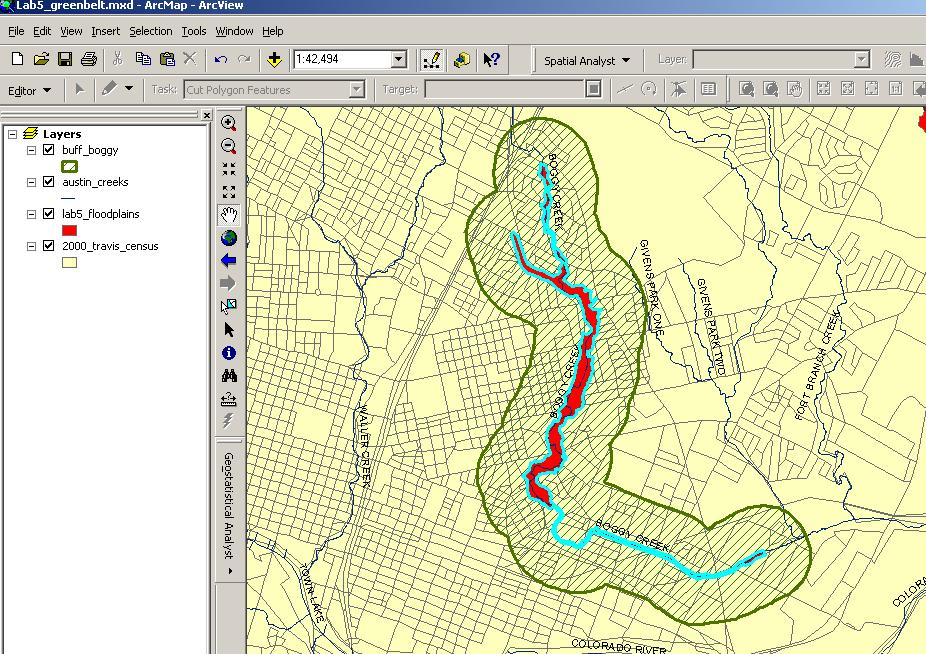 Lab5_greenbelt.mxd - ArcMap - ArcView
File Edit View Insert Selection Tools Window Help
1:42,494 Spatial Analyst Layer:
Editor Task: Cut Polygon Features Target:
Layers
buff_boggy
austin_creeks
lab5_floodplains
2000_travis_census
Geostatistical Analyst
BOGGY CREEK
GIVENS PARK ONE
GIVENS PARK TWO
FORT BRANCH CREEK
BOGGY CREEK
WALLER CREEK
BOGGY CREEK
TOWN LAKE
COLORA
COLORADO RIVER